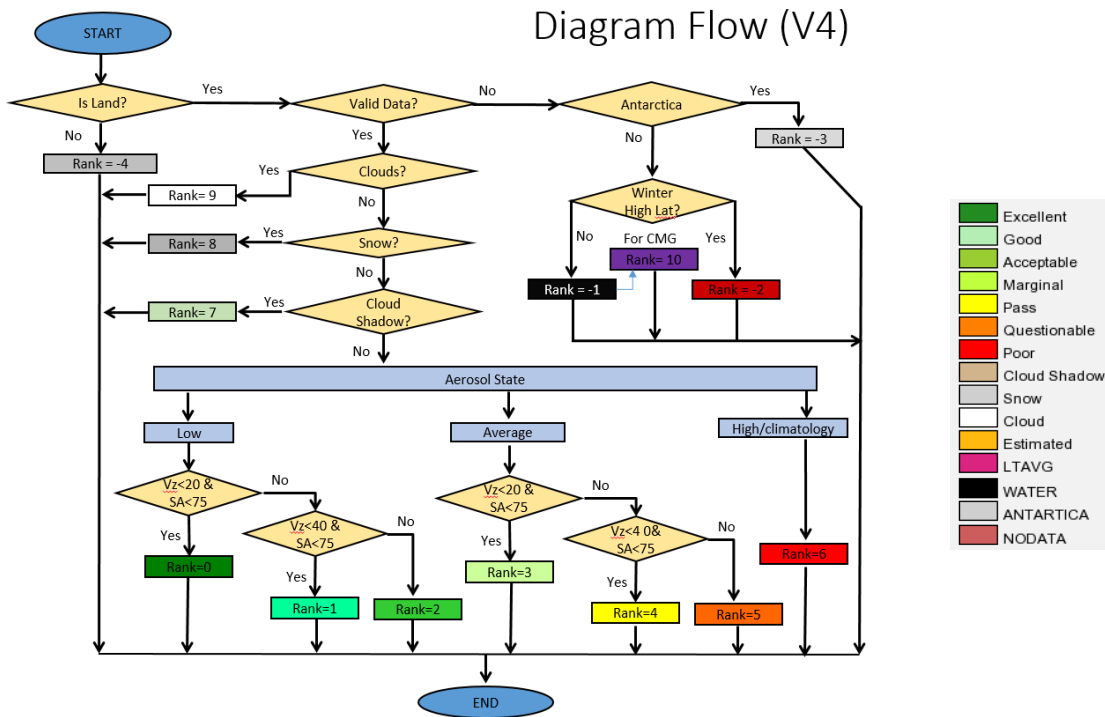 Diagram Flow (V4)
START
Is Land?
Yes
Valid Data?
No
Antarctica
Yes
No
Yes
No
Rank = -3
Rank = -4
Yes
Clouds?
Rank= 9
No
Winter
High Lat?
Yes
Snow?
Rank= 8
No
For CMG
Yes
Rank= 10
No
Rank = -1
Rank = -2
Yes
Cloud
Shadow?
Rank= 7
No
Aerosol State
Low
Average
High/climatology
Vz<20 &
SA<75
No
Vz<20 &
SA<75
No
Yes
Vz<40 &
SA<75
No
Yes
Vz<4 0&
SA<75
No
Rank=0
Yes
Rank=3
Yes
Rank=6
Rank=1
Rank=2
Rank=4
Rank=5
END
Excellent
Good
Acceptable
Marginal
Pass
Questionable
Poor
Cloud Shadow
Snow
Cloud
Estimated
LTAVG
WATER
ANTARTICA
NODATA